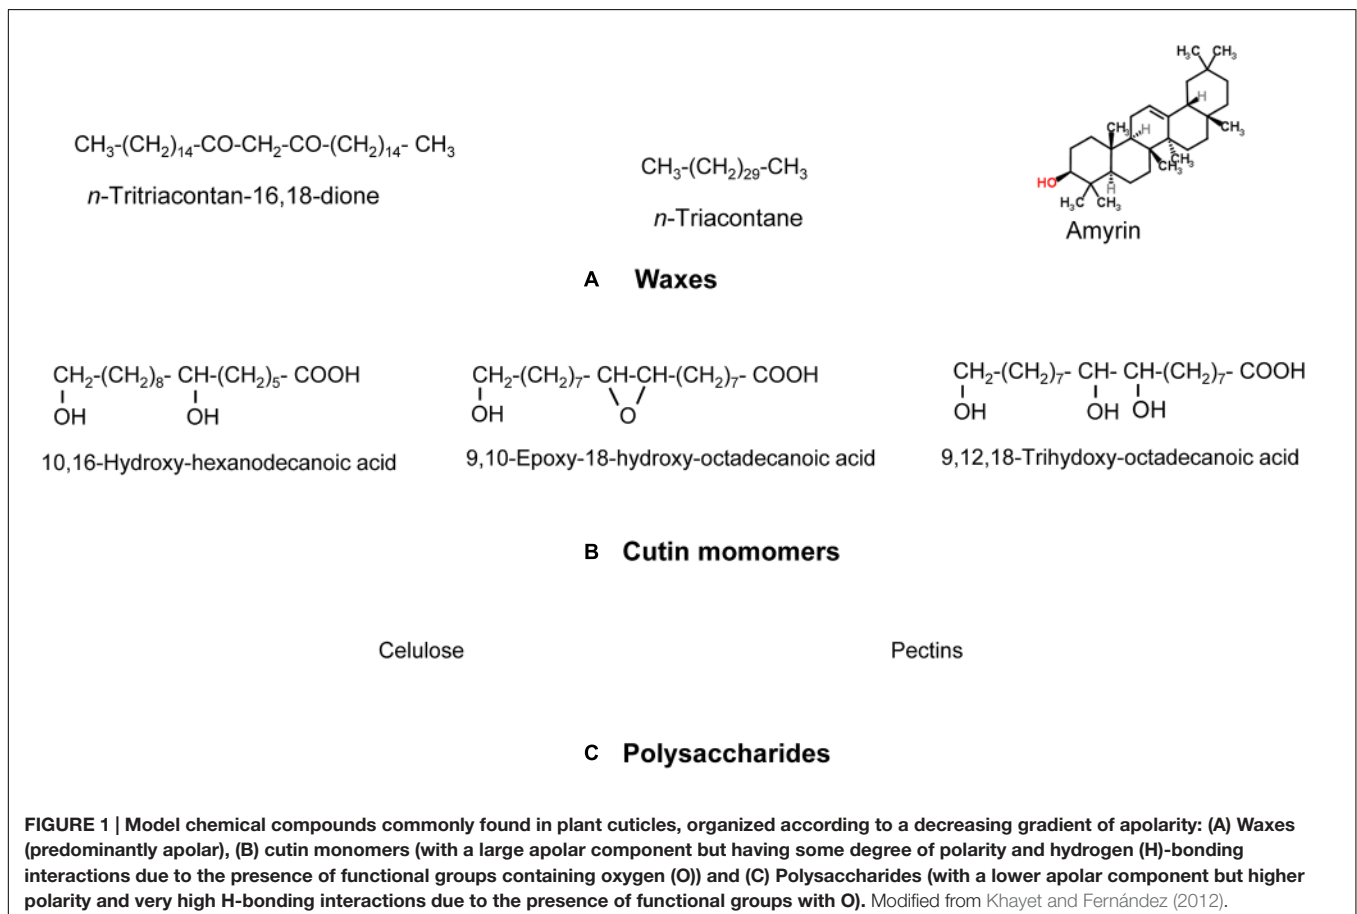 CH₃-(CH₂)₁₄-CO-CH₂-CO-(CH₂)₁₄- CH₃
n-Tritriacontan-16,18-dione
CH₃-(CH₂)₂₉-CH₃
n-Triacontane
H₃C CH₃
H
CH₃
CH₃
H
CH₃
CH₃
HO
H
H₃C CH₃
Amyrin
A Waxes
CH₂-(CH₂)₈- CH-(CH₂)₅- COOH
OH OH
10,16-Hydroxy-hexanodecanoic acid
CH₂-(CH₂)₇- CH-CH-(CH₂)₇- COOH
OH O
9,10-Epoxy-18-hydroxy-octadecanoic acid
CH₂-(CH₂)₇- CH- CH-(CH₂)₇- COOH
OH OH OH
9,12,18-Trihydoxy-octadecanoic acid
B Cutin momomers
Celulose Pectins
C Polysaccharides
FIGURE 1 | Model chemical compounds commonly found in plant cuticles, organized according to a decreasing gradient of apolarity: (A) Waxes
(predominantly apolar), (B) cutin monomers (with a large apolar component but having some degree of polarity and hydrogen (H)-bonding
interactions due to the presence of functional groups containing oxygen (O)) and (C) Polysaccharides (with a lower apolar component but higher
polarity and very high H-bonding interactions due to the presence of functional groups with O). Modified from Khayet and Fernández (2012).